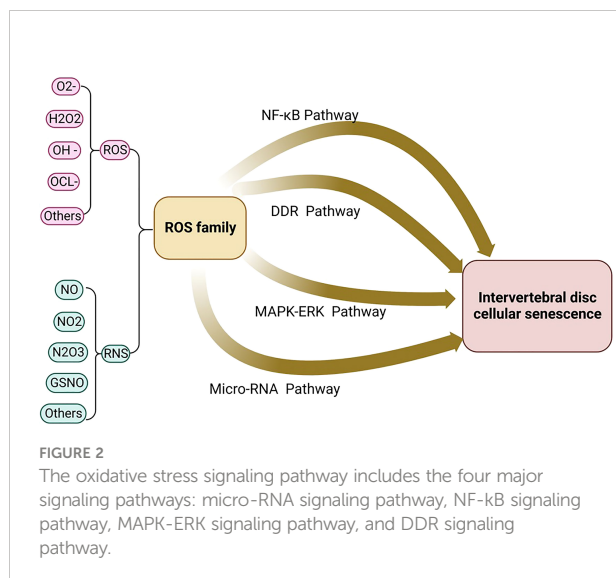 O2-
H2O2
OH -
OCL-
Others
ROS
NO
NO2
N2O3
GSNO
Others
RNS
ROS family
NF-κB Pathway
DDR Pathway
MAPK-ERK Pathway
Micro-RNA Pathway
Intervertebral disc
cellular senescence
FIGURE 2
The oxidative stress signaling pathway includes the four major
signaling pathways: micro-RNA signaling pathway, NF-kB signaling
pathway, MAPK-ERK signaling pathway, and DDR signaling
pathway.